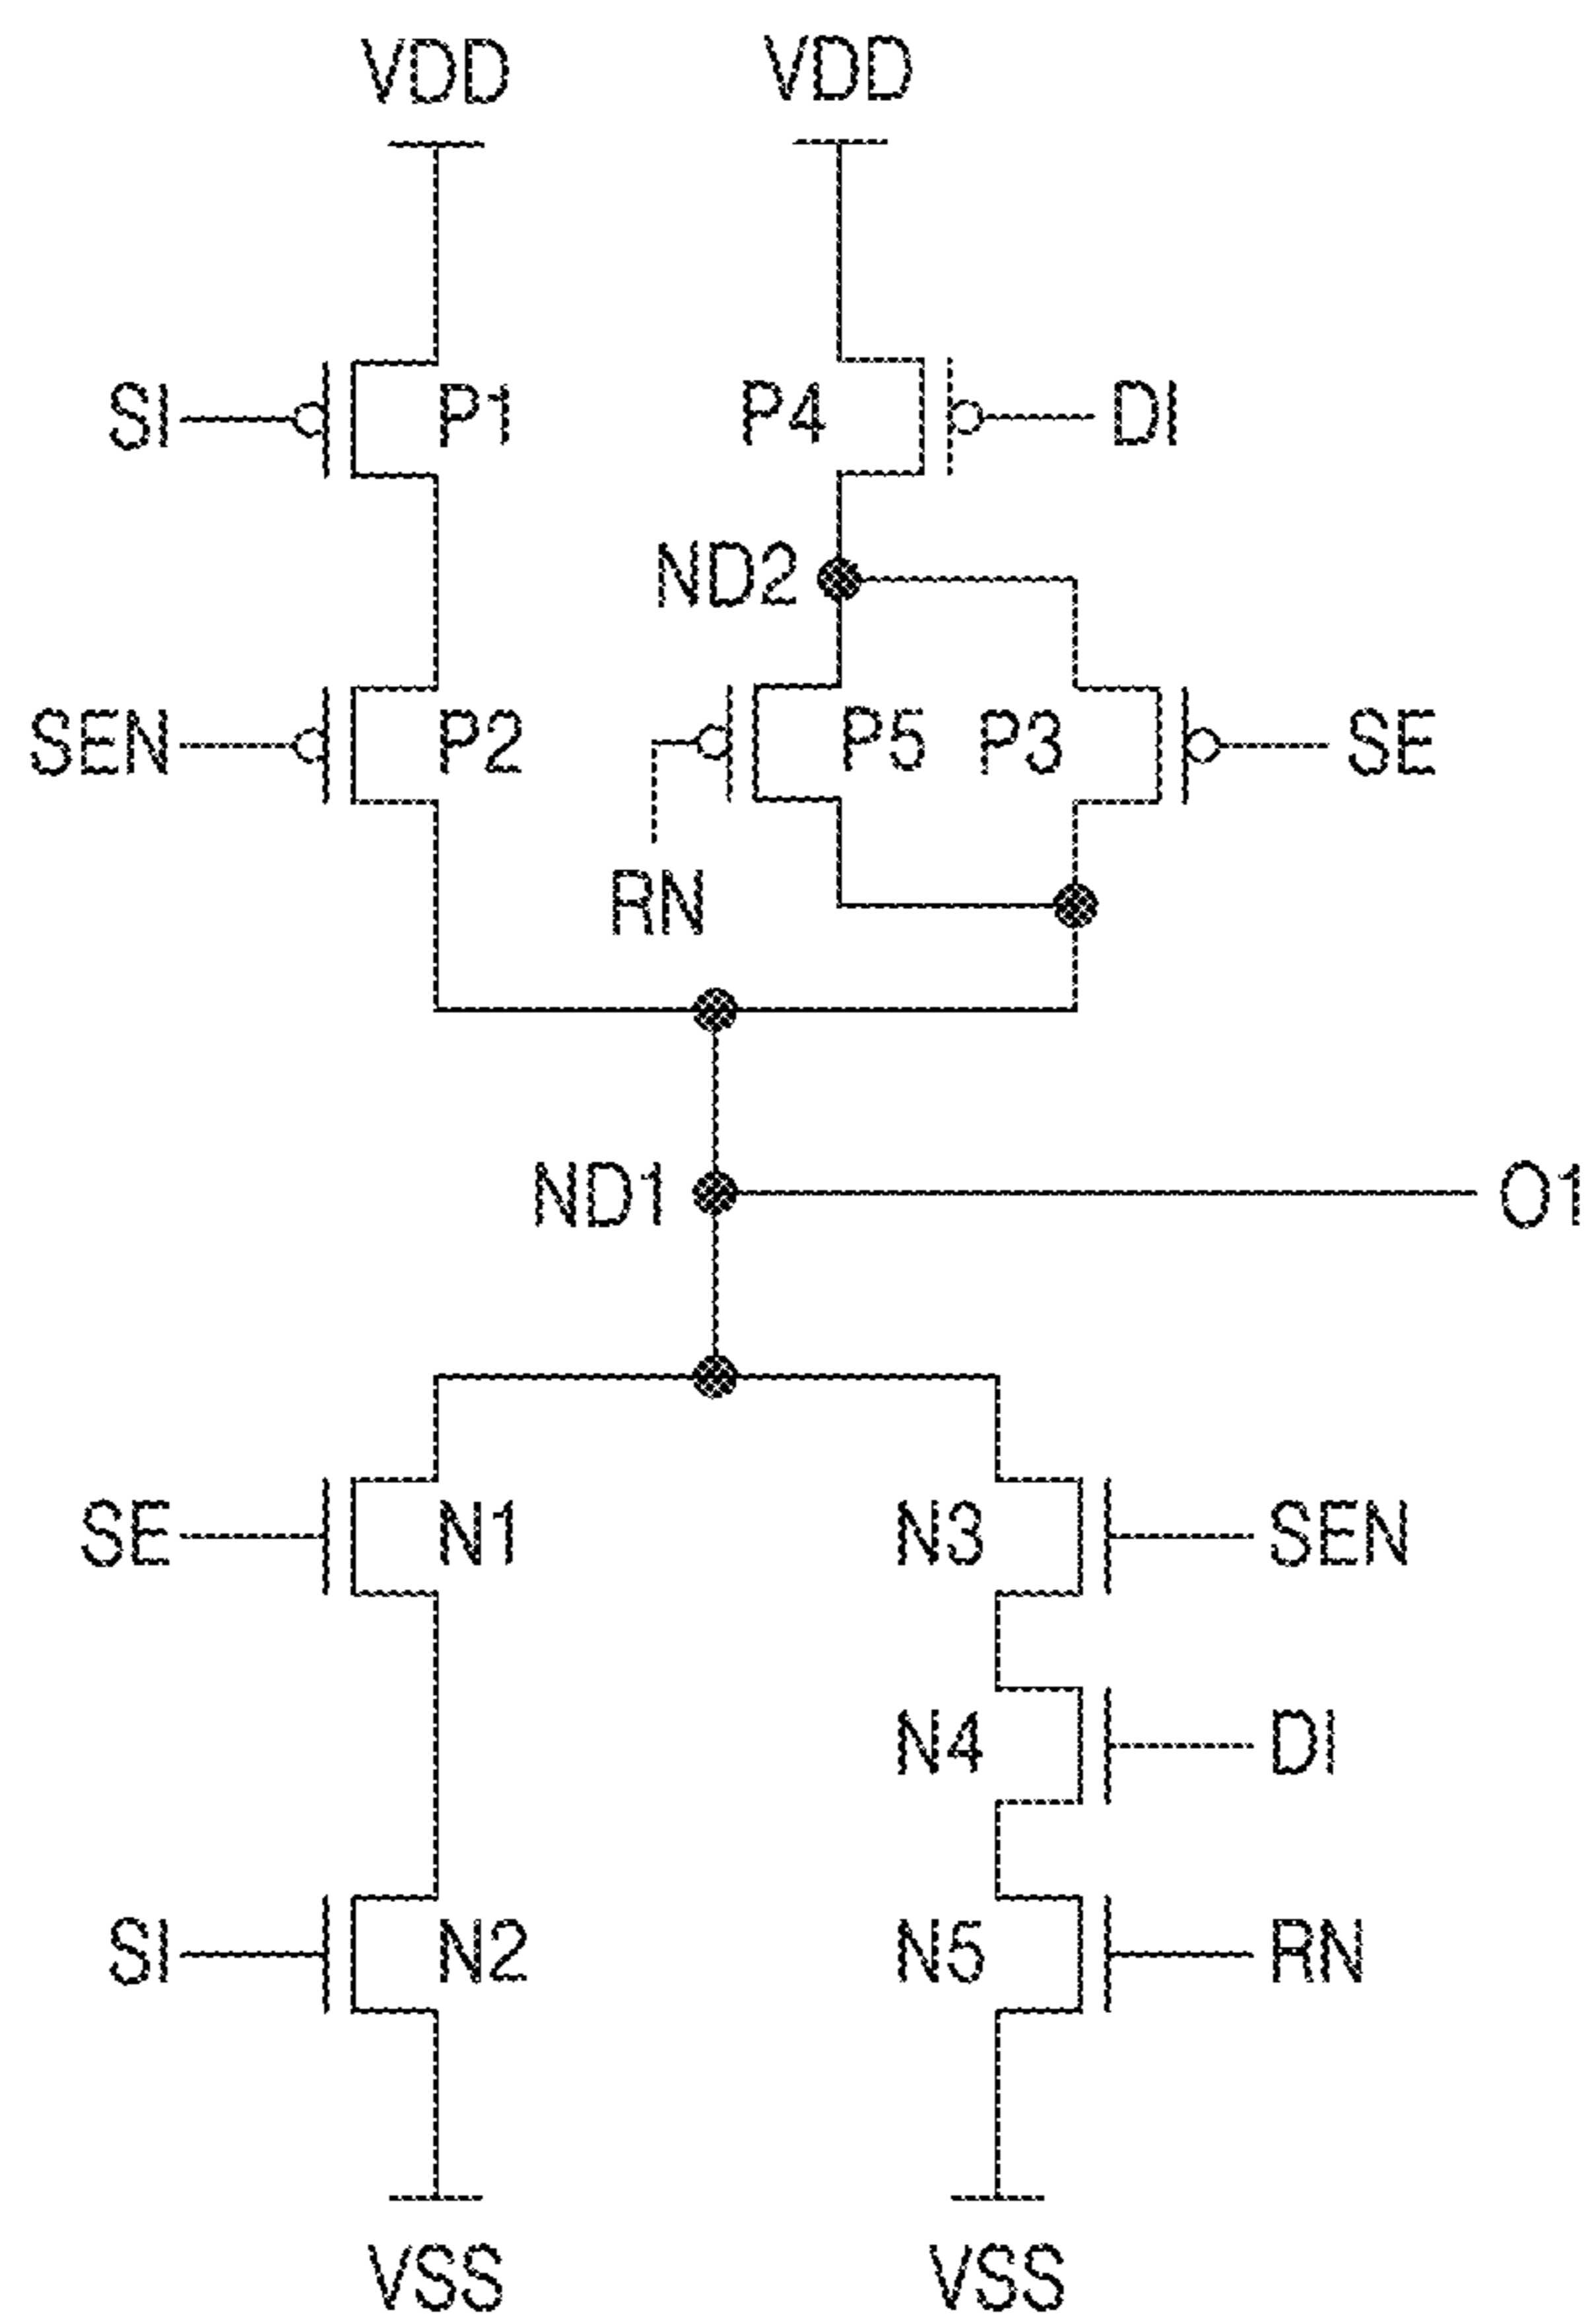 VDD VDD
SI P1 P4 DI
ND2
SEN P2 P5 P3 SE
RN
ND1 O1
SE N1 N3 SEN
N4 DI
SI N2 N5 RN
VSS VSS